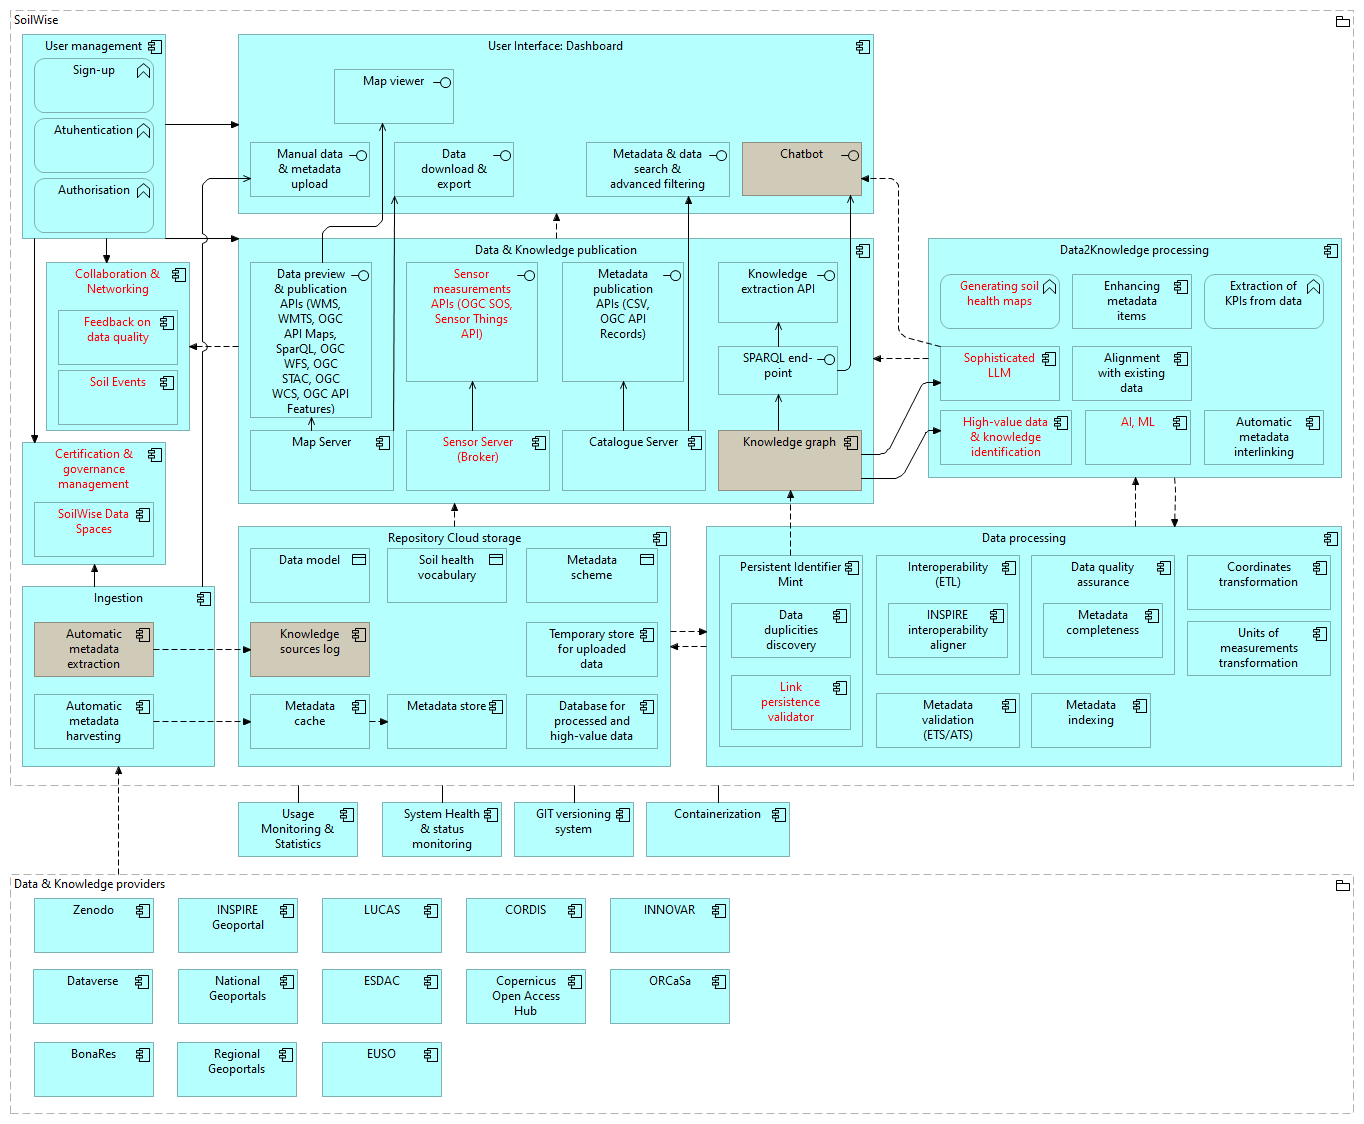 SoilWise
User management
Sign-up
Atuhentication
Authorisation
User Interface: Dashboard
Map viewer
Manual data
& metadata
upload
Data
download &
export
Metadata & data
search &
advanced filtering
Chatbot
Collaboration &
Networking
Feedback on
data quality
Soil Events
Data & Knowledge publication
Data preview
& publication
APIs (WMS,
WMTS, OGC
API Maps,
SparQL, OGC
WFS, OGC
STAC, OGC
WCS, OGC API
Features)
Sensor
measurements
APIs (OGC SOS,
Sensor Things
API)
Metadata
publication
APIs (CSV,
OGC API
Records)
Knowledge
extraction API
SPARQL end-
point
Map Server
Sensor Server
(Broker)
Catalogue Server
Knowledge graph
Data2Knowledge processing
Generating soil
health maps
Enhancing
metadata
items
Extraction of
KPIs from data
Sophisticated
LLM
Alignment
with existing
data
High-value data
& knowledge
identification
AI, ML
Automatic
metadata
interlinking
Certification &
governance
management
SoilWise Data
Spaces
Ingestion
Automatic
metadata
extraction
Automatic
metadata
harvesting
Repository Cloud storage
Data model
Soil health
vocabulary
Metadata
scheme
Knowledge
sources log
Temporary store
for uploaded
data
Metadata
cache
Metadata store
Database for
processed and
high-value data
Data processing
Persistent Identifier
Mint
Data
duplicities
discovery
Link
persistence
validator
Interoperability
(ETL)
INSPIRE
interoperability
aligner
Data quality
assurance
Metadata
completeness
Coordinates
transformation
Units of
measurements
transformation
Metadata
validation
(ETS/ATS)
Metadata
indexing
Usage
Monitoring &
Statistics
System Health
& status
monitoring
GIT versioning
system
Containerization
Data & Knowledge providers
Zenodo
INSPIRE
Geoportal
LUCAS
CORDIS
INNOVAR
Dataverse
National
Geoportals
ESDAC
Copernicus
Open Access
Hub
ORCaSa
BonaRes
Regional
Geoportals
EUSO